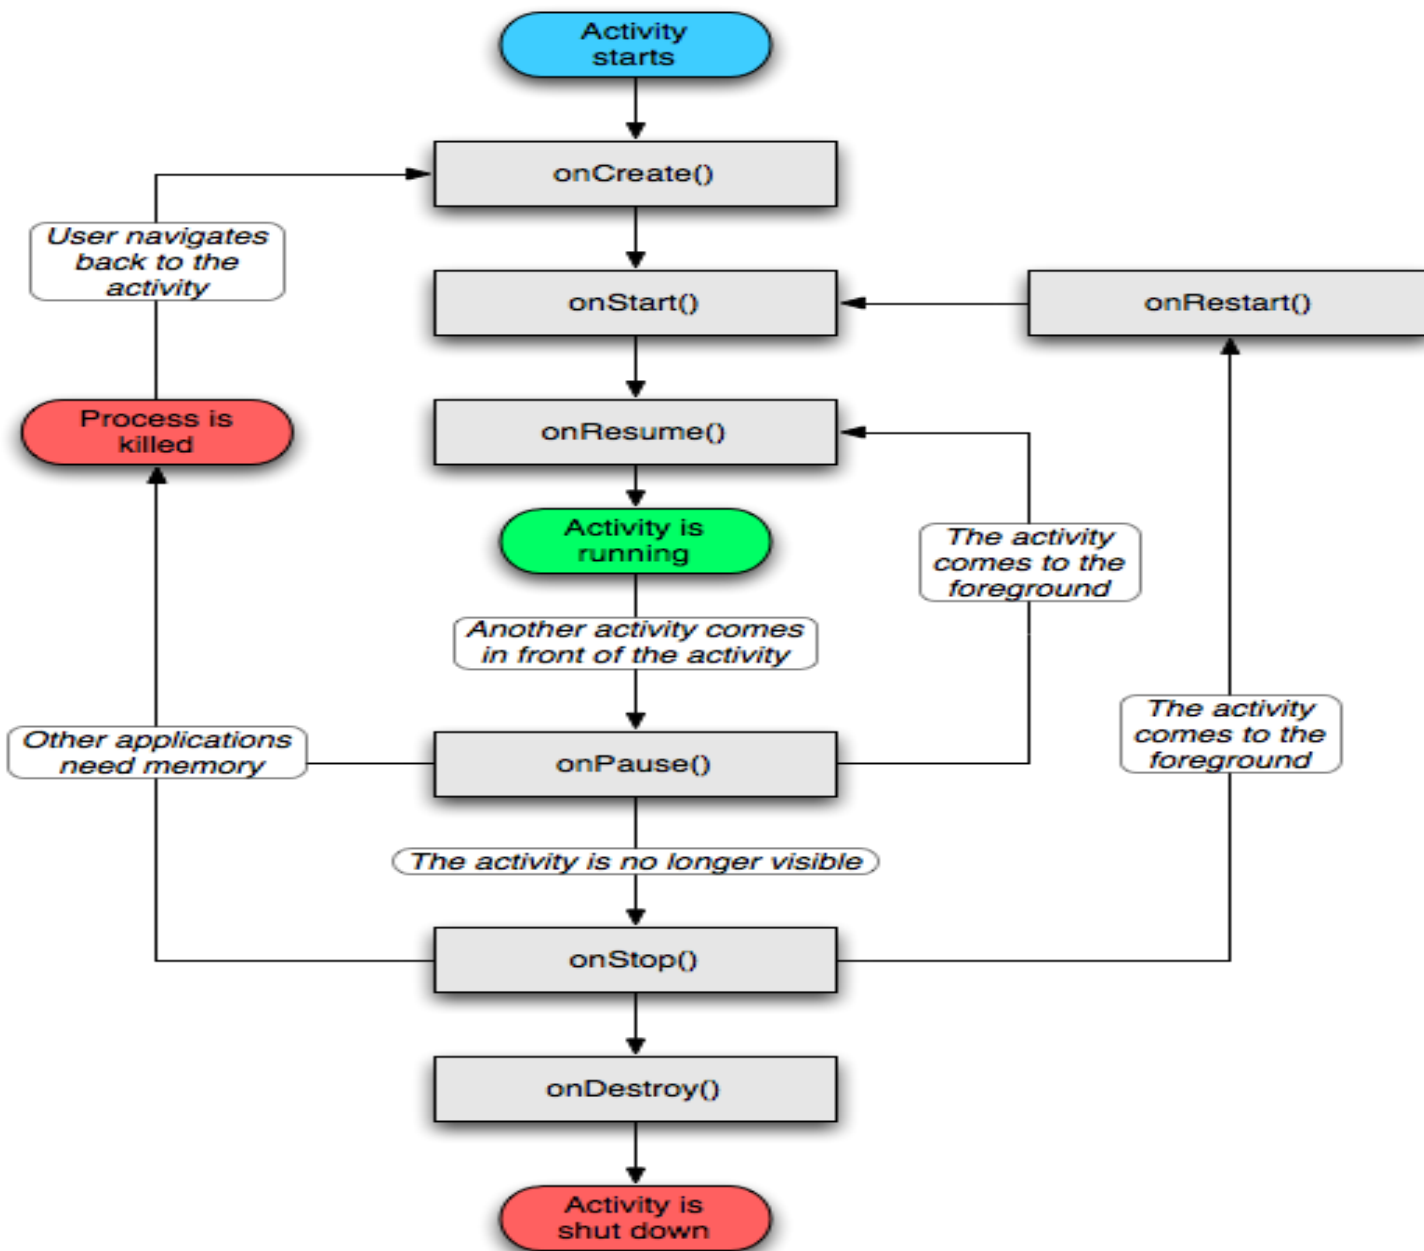 Activity
starts
onCreate()
User navigates
back to the
activity
onStart()
onRestart()
Process is
killed
onResume()
Activity is
running
The activity
comes to the
foreground
Another activity comes
in front of the activity
The activity
comes to the
foreground
Other applications
need memory
onPause()
The activity is no longer visible
onStop()
onDestroy()
Activity is
shut down